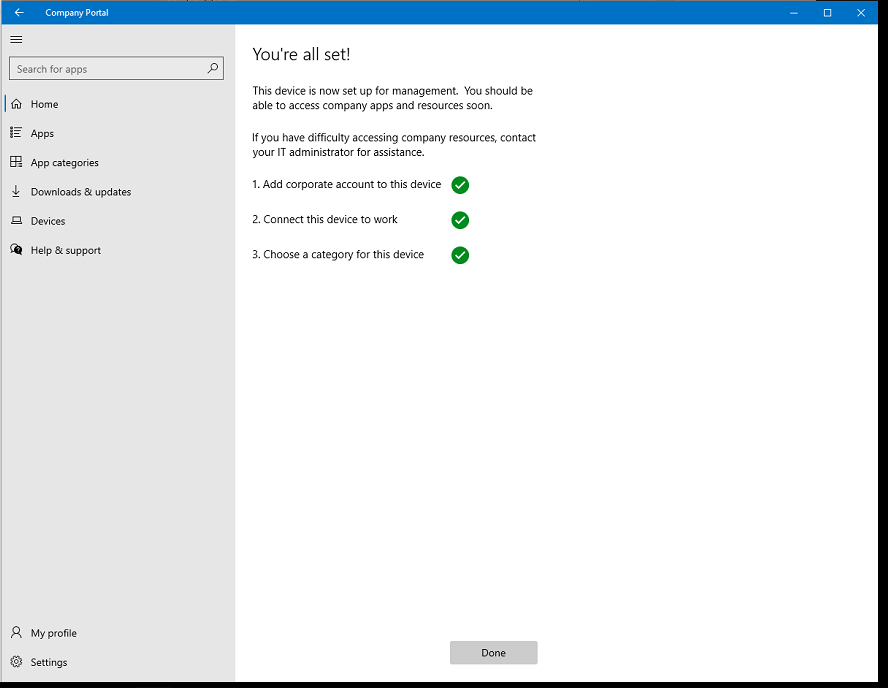 Company Portal
Search for apps
Home
Apps
App categories
Downloads & updates
Devices
Help & support
My profile
Settings
You're all set!
This device is now set up for management.  You should be
able to access company apps and resources soon.
If you have difficulty accessing company resources, contact
your IT administrator for assistance.
1. Add corporate account to this device
2. Connect this device to work
3. Choose a category for this device
Done